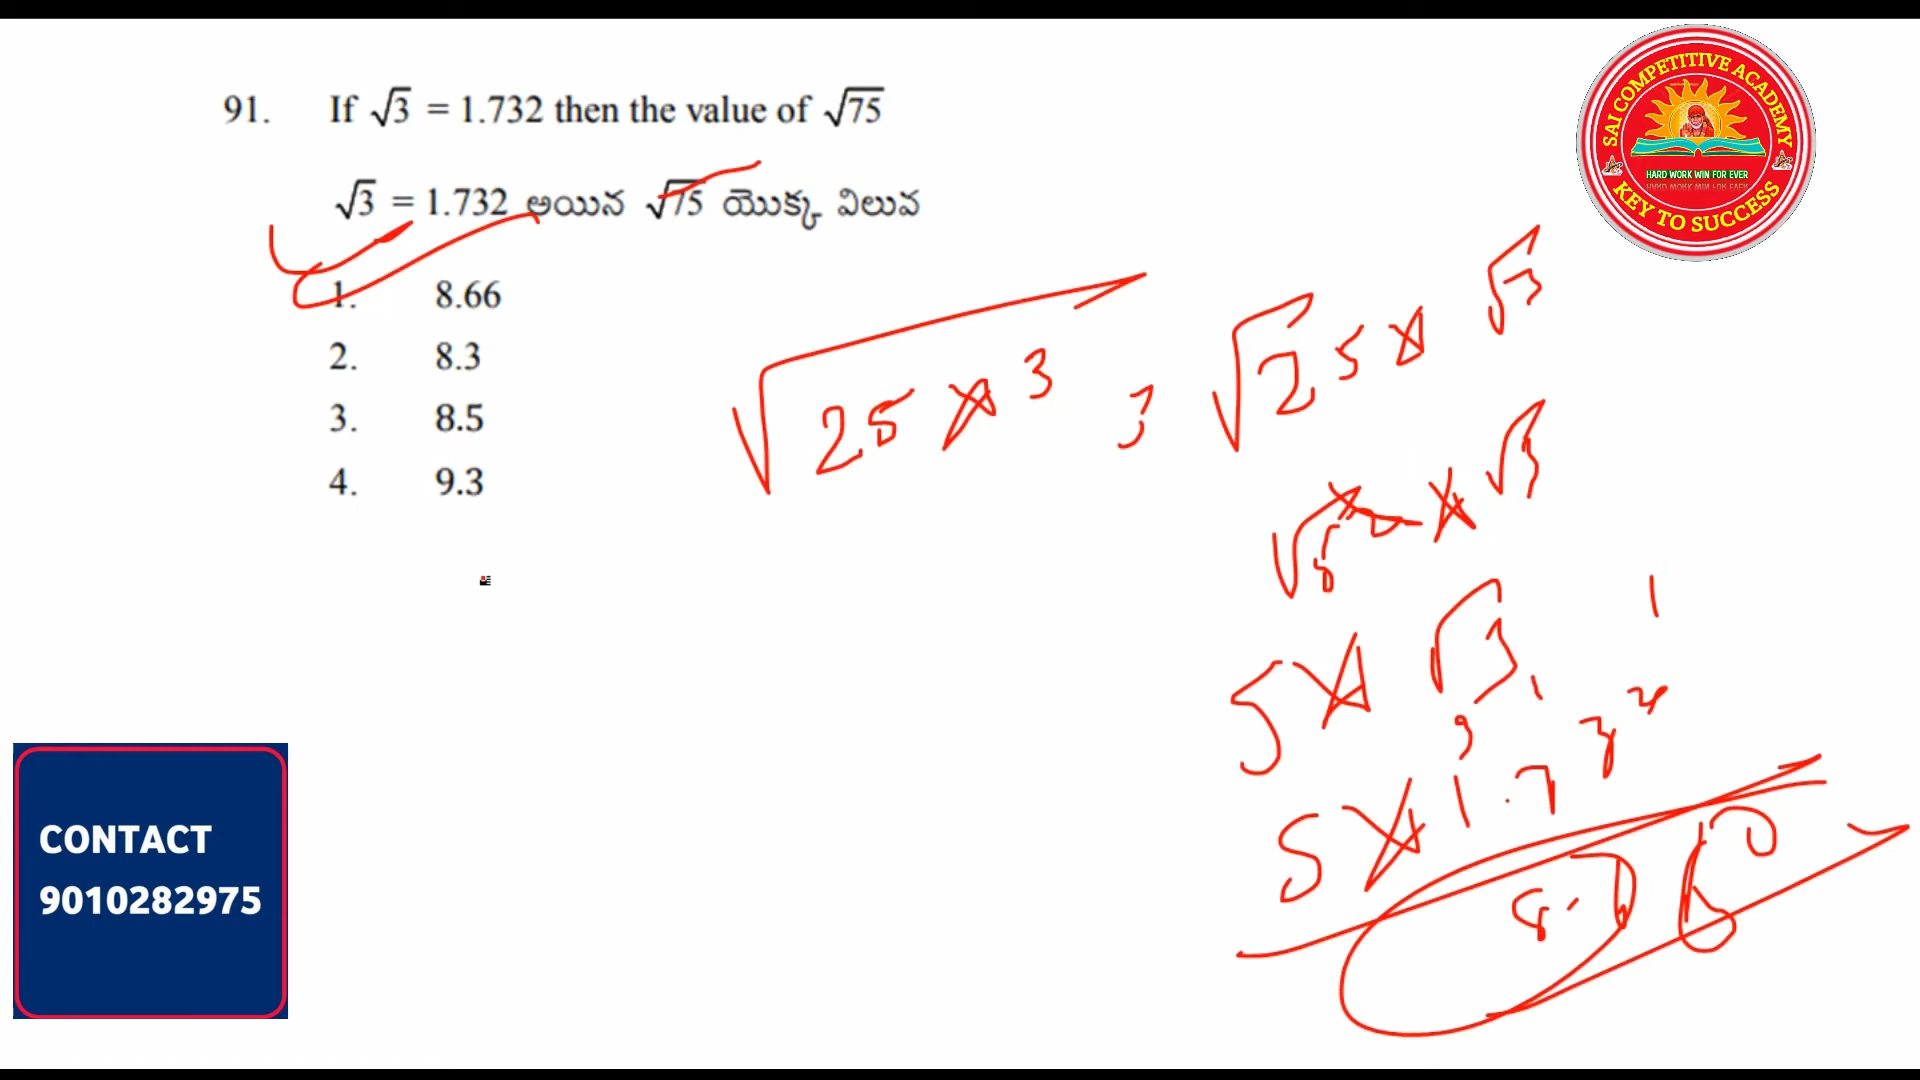 91. If √3 = 1.732 then the value of √75
√3 = 1.732 అయిన √75 యొక్క విలువ
1. 8.66
2. 8.3
3. 8.5
4. 9.3
SAI COMPETITIVE ACADEMY
HARD WORK WIN FOR EVER
KEY TO SUCCESS
√25 × 3 = √25 × √3
× √3
5 × √3
5 × 1.732
CONTACT
9010282975